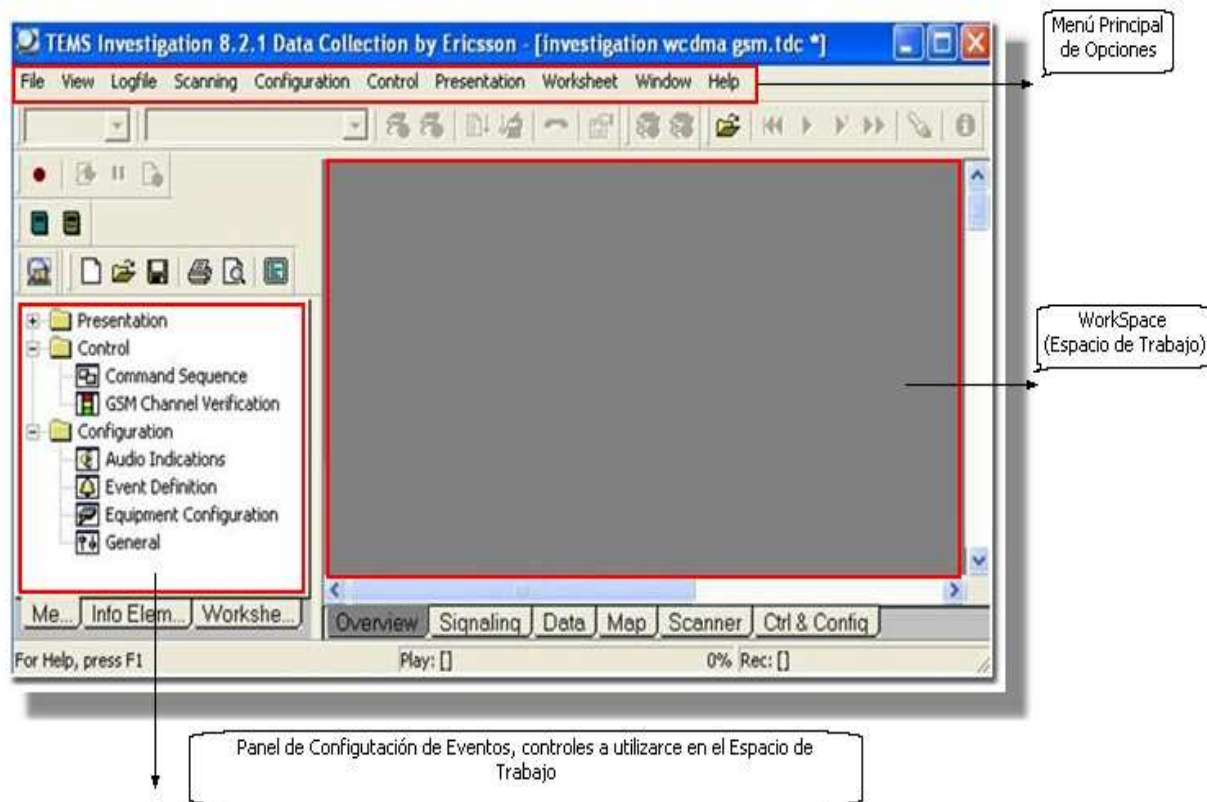 TEMS Investigation 8.2.1 Data Collection by Ericsson - [investigation wcdma gsm.tdc *]
Menú Principal
de Opciones
File View Logfile Scanning Configuration Control Presentation Worksheet Window Help
Presentation
Control
Command Sequence
GSM Channel Verification
Configuration
Audio Indications
Event Definition
Equipment Configuration
General
WorkSpace
(Espacio de Trabajo)
Me... Info Elem... Workshe...
Overview Signaling Data Map Scanner Ctrl & Config
For Help, press F1 Play: [] 0% Rec: []
Panel de Configutación de Eventos, controles a utilizarce en el Espacio de
Trabajo